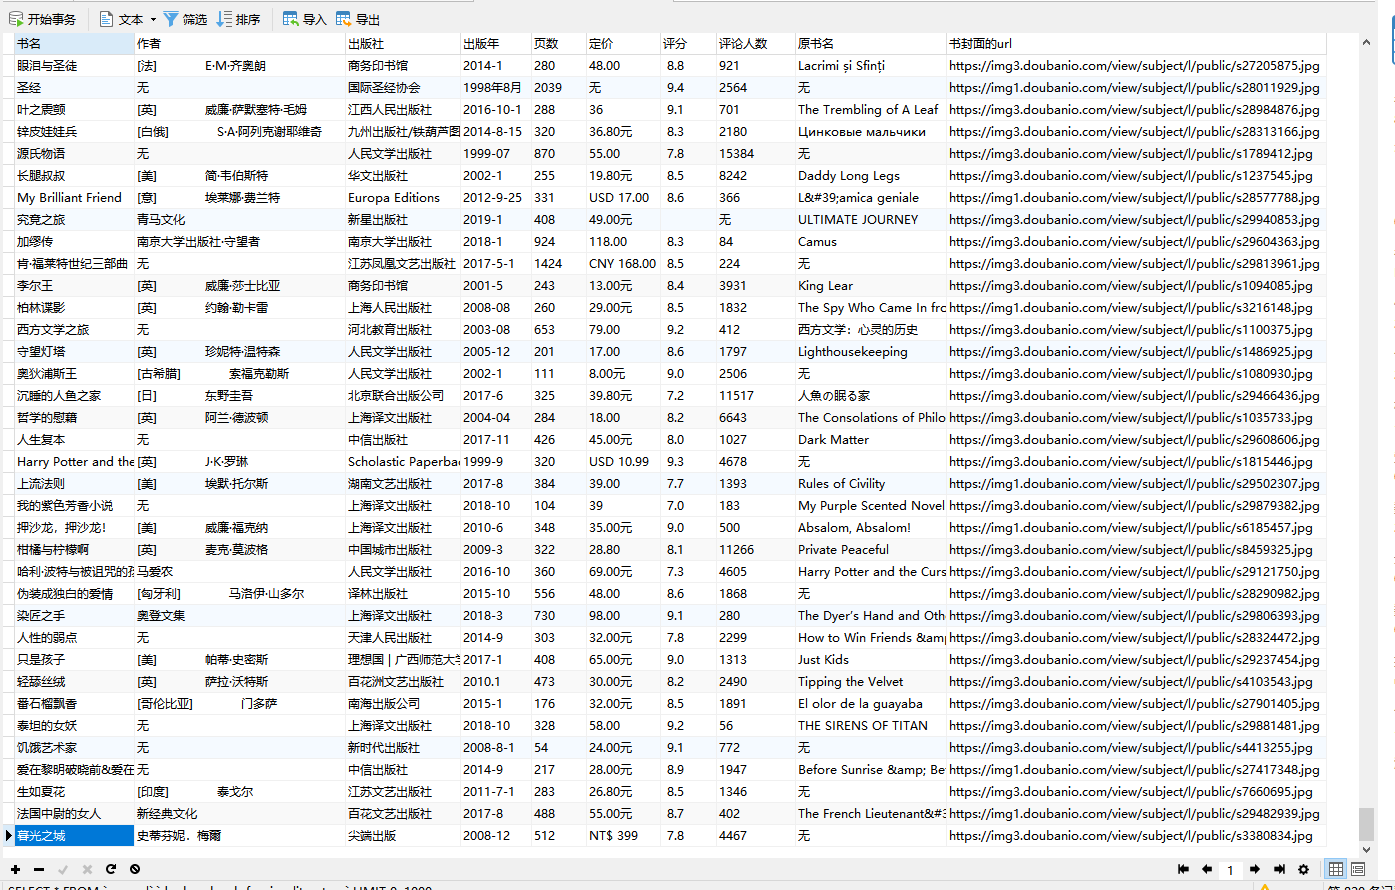 开始事务 文本 筛选 排序 导入 导出
书名 作者 出版社 出版年 页数 定价 评分 评论人数 原书名 书封面的url
眼泪与圣徒 [法] E·M·齐奥朗 商务印书馆 2014-1 280 48.00 8.8 921 Lacrimi și Sfinți https://img3.doubanio.com/view/subject/l/public/s27205875.jpg
圣经 无 国际圣经协会 1998年8月 2039 无 9.4 2564 无 https://img1.doubanio.com/view/subject/l/public/s28011929.jpg
叶之震颤 [英] 威廉·萨默塞特·毛姆 江西人民出版社 2016-10-1 288 36 9.1 701 The Trembling of A Leaf https://img3.doubanio.com/view/subject/l/public/s28984876.jpg
锌皮娃娃兵 [白俄] S·A·阿列克谢耶维奇 九州出版社/铁葫芦图 2014-8-15 320 36.80元 8.3 2180 Цинковые мальчики https://img3.doubanio.com/view/subject/l/public/s28313166.jpg
源氏物语 无 人民文学出版社 1999-07 870 55.00 7.8 15384 无 https://img3.doubanio.com/view/subject/l/public/s1789412.jpg
长腿叔叔 [美] 简·韦伯斯特 华文出版社 2002-1 255 19.80元 8.5 8242 Daddy Long Legs https://img3.doubanio.com/view/subject/l/public/s1237545.jpg
My Brilliant Friend [意] 埃莱娜·费兰特 Europa Editions 2012-9-25 331 USD 17.00 8.6 366 L&#39;amica geniale https://img1.doubanio.com/view/subject/l/public/s28577788.jpg
究竟之旅 青马文化 新星出版社 2019-1 408 49.00元 无 ULTIMATE JOURNEY https://img3.doubanio.com/view/subject/l/public/s29940853.jpg
加缪传 南京大学出版社·守望者 南京大学出版社 2018-1 924 118.00 8.3 84 Camus https://img3.doubanio.com/view/subject/l/public/s29604363.jpg
肯·福莱特世纪三部曲 无 江苏凤凰文艺出版社 2017-5-1 1424 CNY 168.00 8.5 224 无 https://img3.doubanio.com/view/subject/l/public/s29813961.jpg
李尔王 [英] 威廉·莎士比亚 商务印书馆 2001-5 243 13.00元 8.4 3931 King Lear https://img3.doubanio.com/view/subject/l/public/s1094085.jpg
柏林谍影 [英] 约翰·勒卡雷 上海人民出版社 2008-08 260 29.00元 8.5 1832 The Spy Who Came In fro https://img1.doubanio.com/view/subject/l/public/s3216148.jpg
西方文学之旅 无 河北教育出版社 2003-08 653 79.00 9.2 412 西方文学：心灵的历史 https://img3.doubanio.com/view/subject/l/public/s1100375.jpg
守望灯塔 [英] 珍妮特·温特森 人民文学出版社 2005-12 201 17.00 8.6 1797 Lighthousekeeping https://img3.doubanio.com/view/subject/l/public/s1486925.jpg
奥狄浦斯王 [古希腊] 索福克勒斯 人民文学出版社 2002-1 111 8.00元 9.0 2506 无 https://img3.doubanio.com/view/subject/l/public/s1080930.jpg
沉睡的人鱼之家 [日] 东野圭吾 北京联合出版公司 2017-6 325 39.80元 7.2 11517 人魚の眠る家 https://img3.doubanio.com/view/subject/l/public/s29466436.jpg
哲学的慰藉 [英] 阿兰·德波顿 上海译文出版社 2004-04 284 18.00 8.2 6643 The Consolations of Philo https://img3.doubanio.com/view/subject/l/public/s1035733.jpg
人生复本 无 中信出版社 2017-11 426 45.00元 8.0 1027 Dark Matter https://img3.doubanio.com/view/subject/l/public/s29608606.jpg
Harry Potter and the [英] J·K·罗琳 Scholastic Paperba 1999-9 320 USD 10.99 9.3 4678 无 https://img3.doubanio.com/view/subject/l/public/s1815446.jpg
上流法则 [美] 埃默·托尔斯 湖南文艺出版社 2017-8 384 39.00 7.7 1393 Rules of Civility https://img1.doubanio.com/view/subject/l/public/s29502307.jpg
我的紫色芳香小说 无 上海译文出版社 2018-10 104 39 7.0 183 My Purple Scented Novel https://img3.doubanio.com/view/subject/l/public/s29879382.jpg
押沙龙，押沙龙! [美] 威廉·福克纳 上海译文出版社 2010-6 348 35.00元 9.0 500 Absalom, Absalom! https://img1.doubanio.com/view/subject/l/public/s6185457.jpg
柑橘与柠檬啊 [英] 麦克·莫波格 中国城市出版社 2009-3 322 28.80 8.1 11266 Private Peaceful https://img3.doubanio.com/view/subject/l/public/s8459325.jpg
哈利·波特与被诅咒的孩 马爱农 人民文学出版社 2016-10 360 69.00元 7.3 4605 Harry Potter and the Curs https://img3.doubanio.com/view/subject/l/public/s29121750.jpg
伪装成独白的爱情 [匈牙利] 马洛伊·山多尔 译林出版社 2015-10 556 48.00 8.6 1868 无 https://img3.doubanio.com/view/subject/l/public/s28290982.jpg
染匠之手 奥登文集 上海译文出版社 2018-3 730 98.00 9.1 280 The Dyer's Hand and Oth https://img3.doubanio.com/view/subject/l/public/s29806393.jpg
人性的弱点 无 天津人民出版社 2014-9 303 32.00元 7.8 2299 How to Win Friends &am https://img3.doubanio.com/view/subject/l/public/s28324472.jpg
只是孩子 [美] 帕蒂·史密斯 理想国 | 广西师范大学 2017-1 408 65.00元 9.0 1313 Just Kids https://img3.doubanio.com/view/subject/l/public/s29237454.jpg
轻舔丝绒 [英] 萨拉·沃特斯 百花洲文艺出版社 2010.1 473 30.00元 8.2 2490 Tipping the Velvet https://img3.doubanio.com/view/subject/l/public/s4103543.jpg
番石榴飘香 [哥伦比亚] 门多萨 南海出版公司 2015-1 176 32.00元 8.5 1891 El olor de la guayaba https://img3.doubanio.com/view/subject/l/public/s27901405.jpg
泰坦的女妖 无 上海译文出版社 2018-10 328 58.00 9.2 56 THE SIRENS OF TITAN https://img3.doubanio.com/view/subject/l/public/s29881481.jpg
饥饿艺术家 无 新时代出版社 2008-8-1 54 24.00元 9.1 772 无 https://img3.doubanio.com/view/subject/l/public/s4413255.jpg
爱在黎明破晓前&爱在 无 中信出版社 2014-9 217 28.00元 8.9 1947 Before Sunrise &amp; Be https://img1.doubanio.com/view/subject/l/public/s27417348.jpg
生如夏花 [印度] 泰戈尔 江苏文艺出版社 2011-7-1 283 26.80元 8.5 1346 无 https://img3.doubanio.com/view/subject/l/public/s7660695.jpg
法国中尉的女人 新经典文化 百花文艺出版社 2017-8 488 55.00元 8.7 402 The French Lieutenant&#3 https://img1.doubanio.com/view/subject/l/public/s29482939.jpg
暮光之城 史蒂芬妮．梅爾 尖端出版 2008-12 512 NT$ 399 7.8 4467 无 https://img3.doubanio.com/view/subject/l/public/s3380834.jpg
1